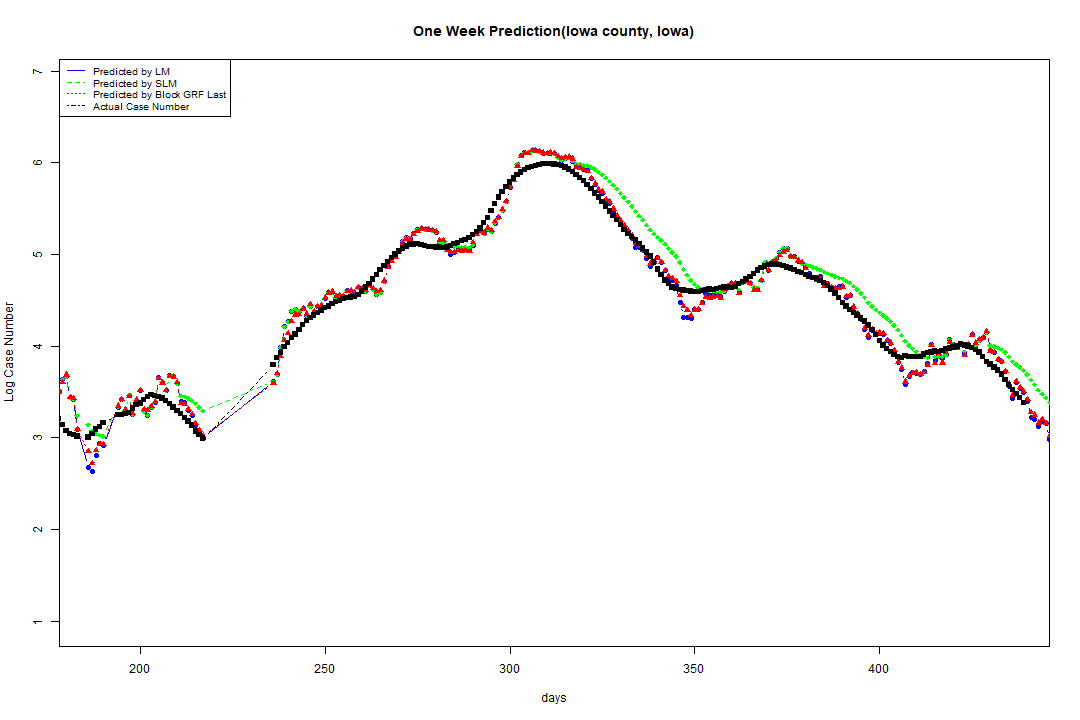 One Week Prediction(Iowa county, Iowa)
Predicted by LM
Predicted by SLM
Predicted by Block GRF Last
Actual Case Number
7
6
5
4
3
2
1
Log Case Number
200 250 300 350 400
days